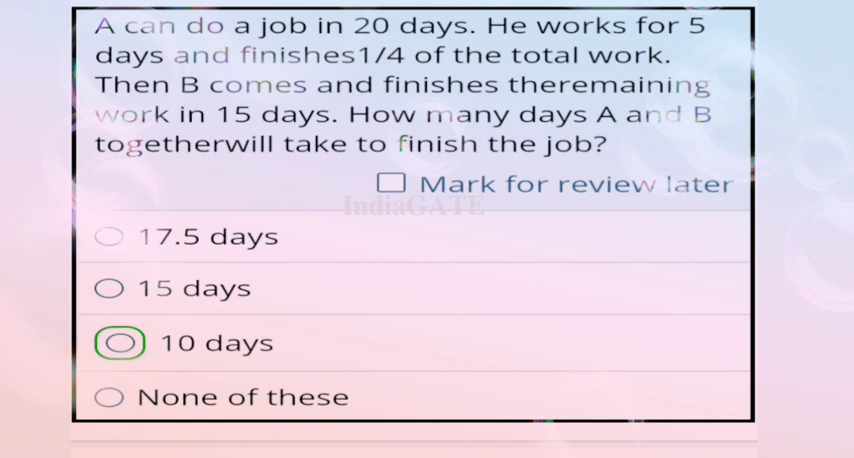 A can do a job in 20 days. He works for 5
days and finishes1/4 of the total work.
Then B comes and finishes theremaining
work in 15 days. How many days A and B
togetherwill take to finish the job?
Mark for review later
IndiaGATE
17.5 days
15 days
10 days
None of these